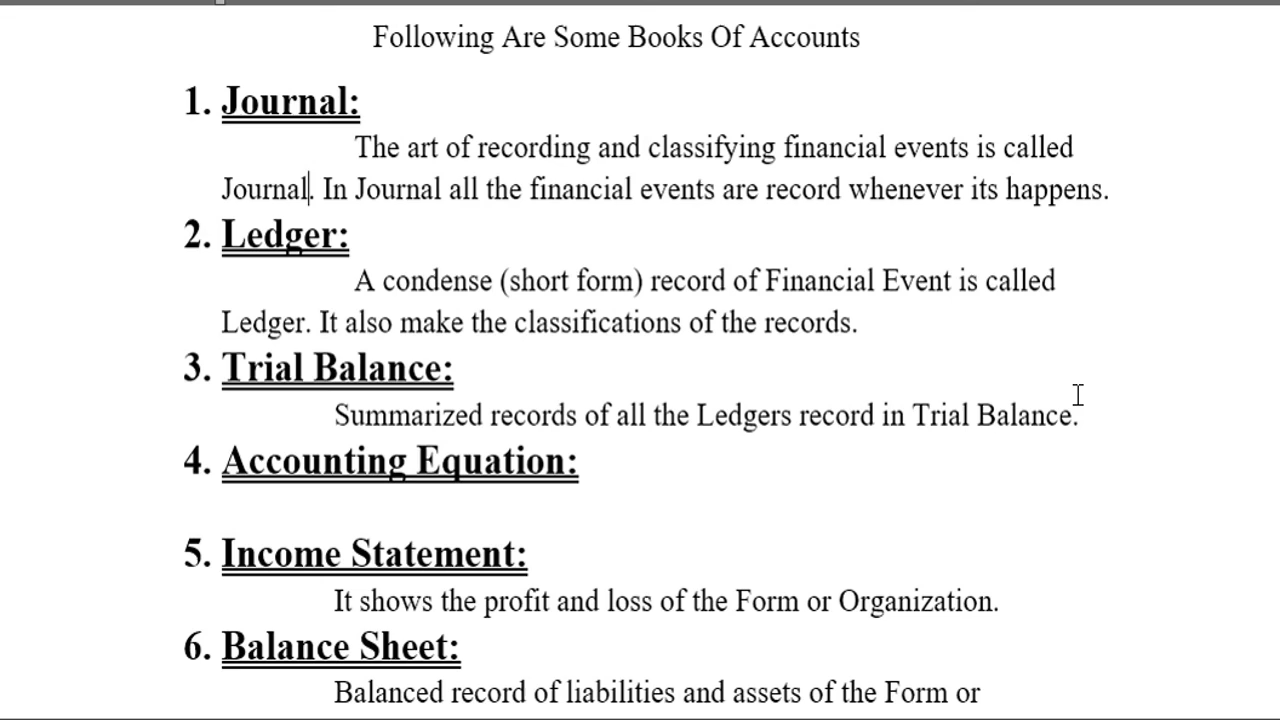 Following Are Some Books Of Accounts
1. Journal:
The art of recording and classifying financial events is called
Journal. In Journal all the financial events are record whenever its happens.
2. Ledger:
A condense (short form) record of Financial Event is called
Ledger. It also make the classifications of the records.
3. Trial Balance:
Summarized records of all the Ledgers record in Trial Balance.
4. Accounting Equation:
5. Income Statement:
It shows the profit and loss of the Form or Organization.
6. Balance Sheet:
Balanced record of liabilities and assets of the Form or